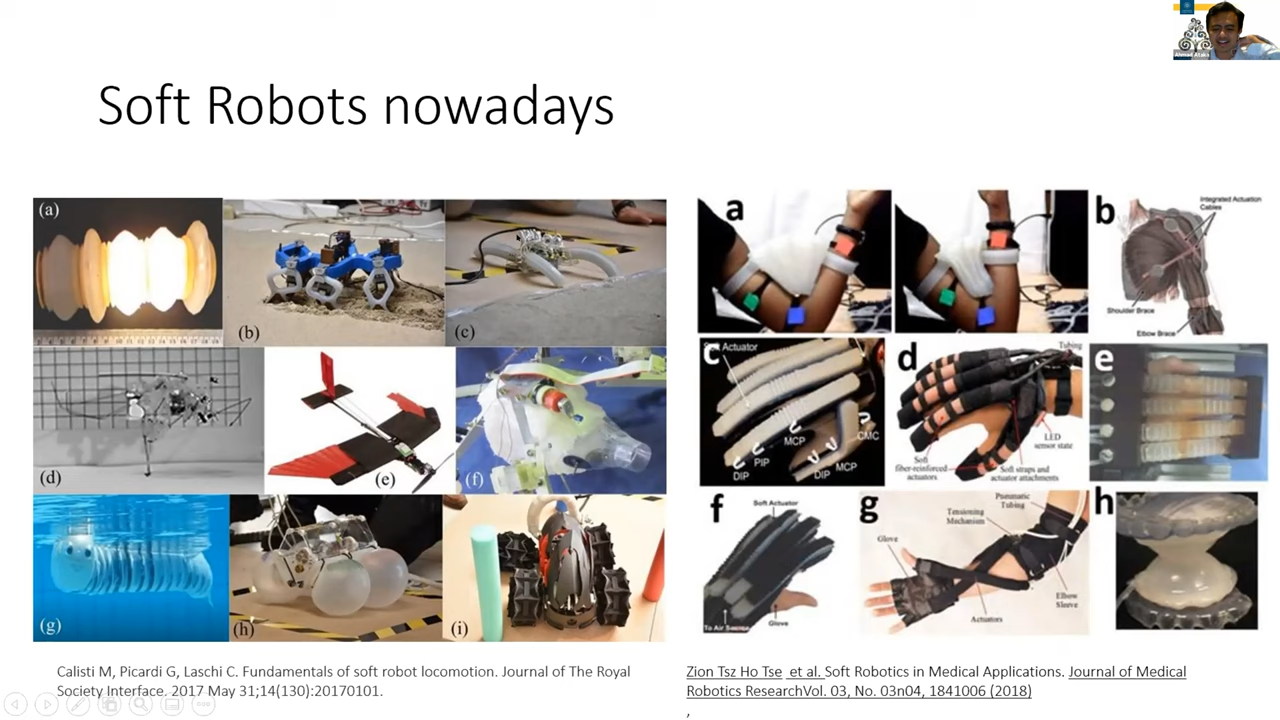 Ahmad Ataka
Soft Robots nowadays
(a)
(b)
(c)
(d)
(e)
(f)
(g)
(h)
(i)
a
b
Integrated Actuation
Cables
Shoulder Brace
Elbow Brace
c
Soft Actuator
MCP
PIP
DIP
CMC
MCP
DIP
d
Tubing
LED
sensor state
Soft
fiber-reinforced
actuators
Soft straps and
actuator attachments
e
f
Soft Actuator
To Air Source
Glove
g
Pneumatic
Tubing
Tensioning
Mechanism
Glove
Elbow
Sleeve
Actuators
h
Calisti M, Picardi G, Laschi C. Fundamentals of soft robot locomotion. Journal of The Royal
Society Interface. 2017 May 31;14(130):20170101.
Zion Tsz Ho Tse et al. Soft Robotics in Medical Applications. Journal of Medical
Robotics ResearchVol. 03, No. 03n04, 1841006 (2018)
,